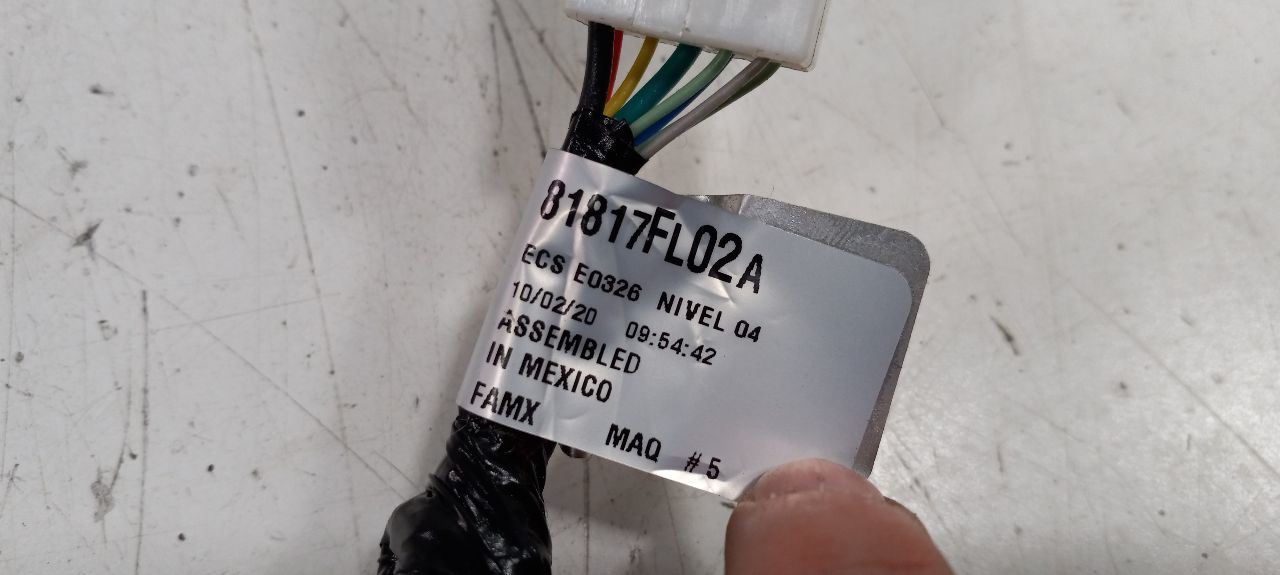 81817FL02A
ECS E0326 NIVEL 04
10/02/20 09:54:42
ASSEMBLED
IN MEXICO
FAMX MAQ #5